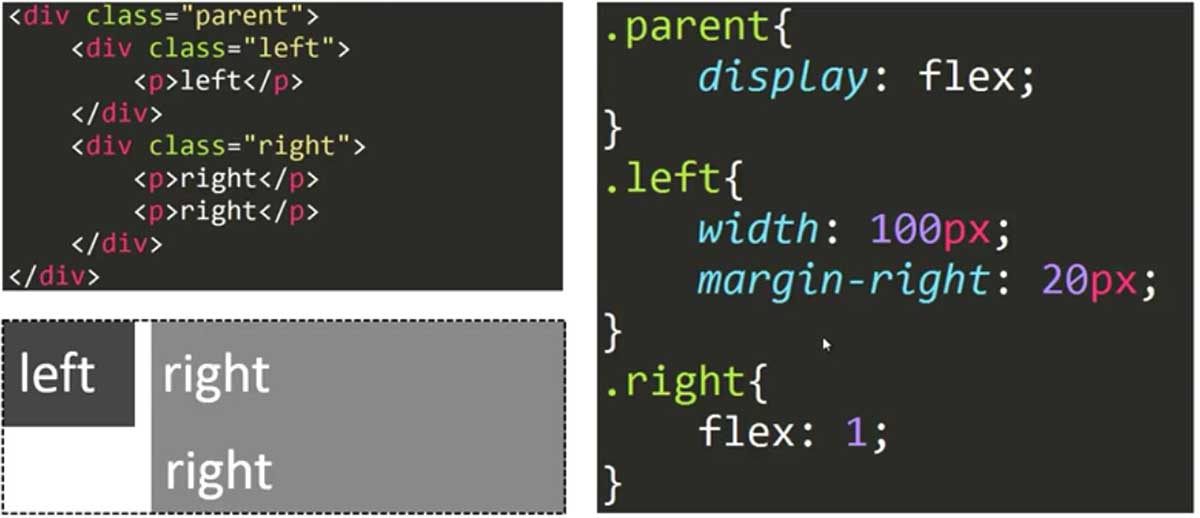 <div class="parent">
    <div class="left">
        <p>left</p>
    </div>
    <div class="right">
        <p>right</p>
        <p>right</p>
    </div>
</div>
left
right
right
.parent{
    display: flex;
}
.left{
    width: 100px;
    margin-right: 20px;
}
.right{
    flex: 1;
}